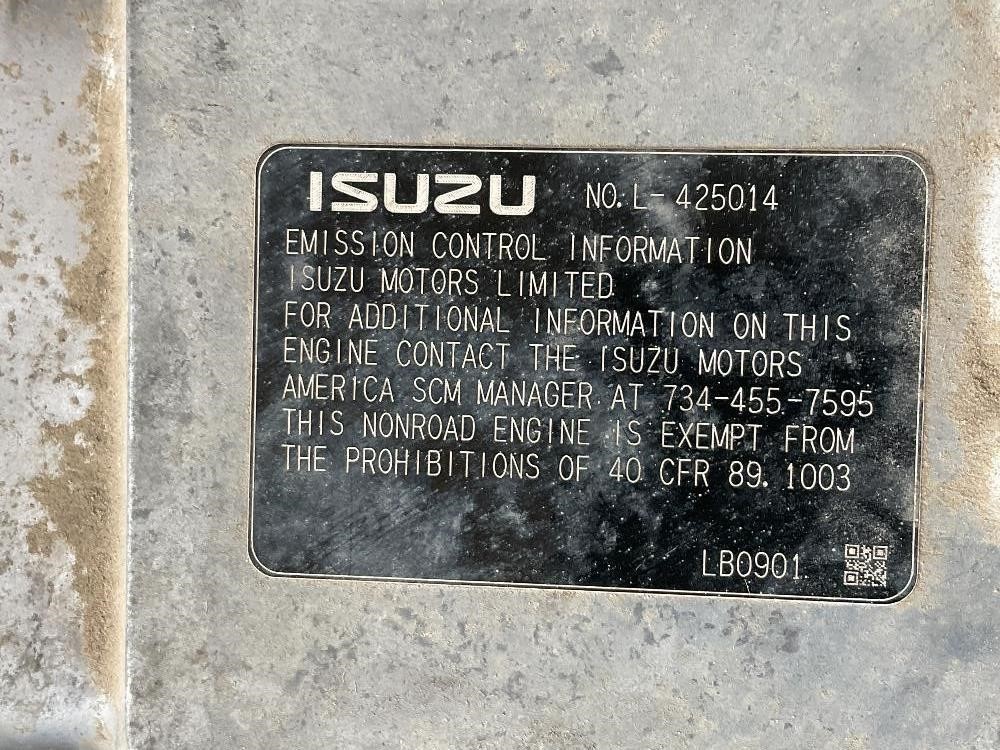 ISUZU NO. L-425014
EMISSION CONTROL INFORMATION
ISUZU MOTORS LIMITED
FOR ADDITIONAL INFORMATION ON THIS
ENGINE CONTACT THE ISUZU MOTORS
AMERICA SCM MANAGER AT 734-455-7595
THIS NONROAD ENGINE IS EXEMPT FROM
THE PROHIBITIONS OF 40 CFR 89.1003
LB0901